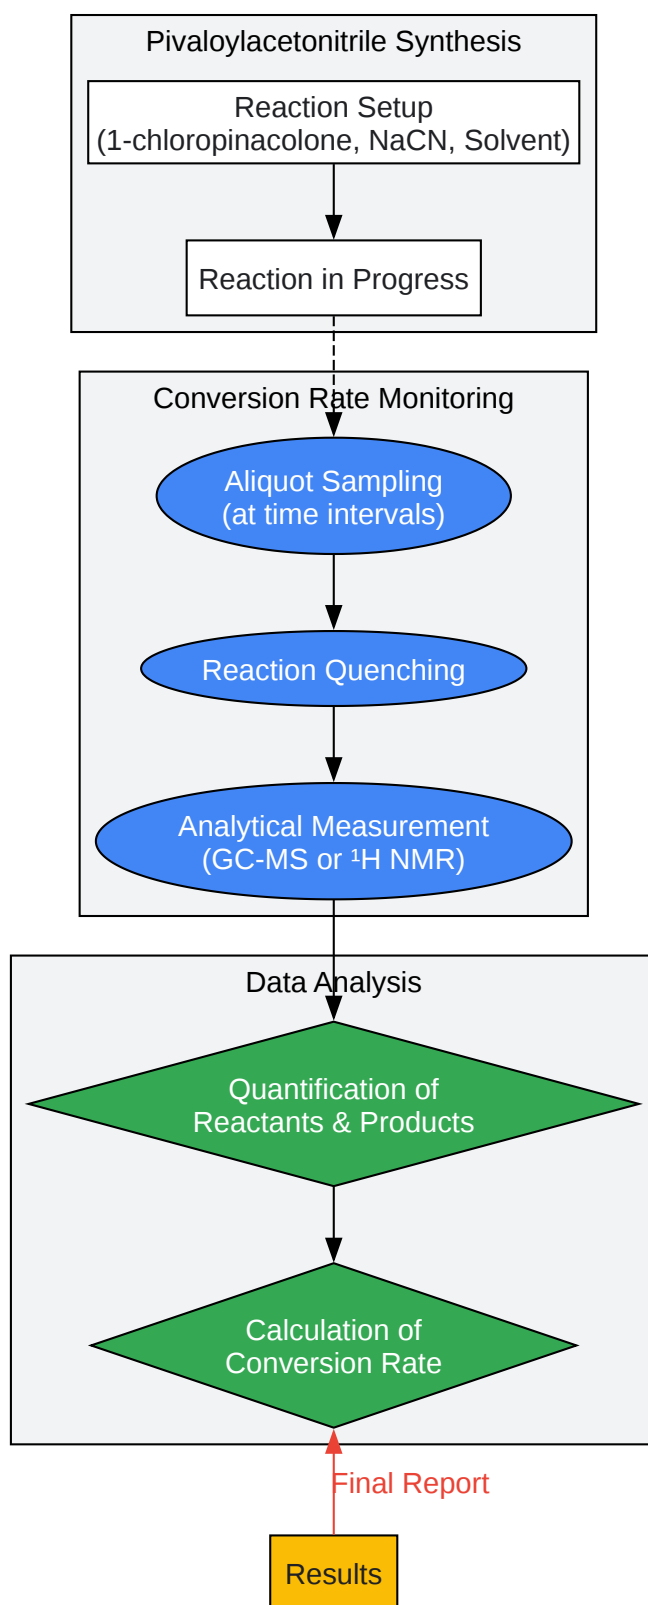 Pivaloylacetonitrile Synthesis
Reaction Setup
(1-chloropinacolone, NaCN, Solvent)
Reaction in Progress
Conversion Rate Monitoring
Aliquot Sampling
(at time intervals)
Reaction Quenching
Analytical Measurement
(GC-MS or ¹H NMR)
Data Analysis
Quantification of
Reactants & Products
Calculation of
Conversion Rate
Final Report
Results